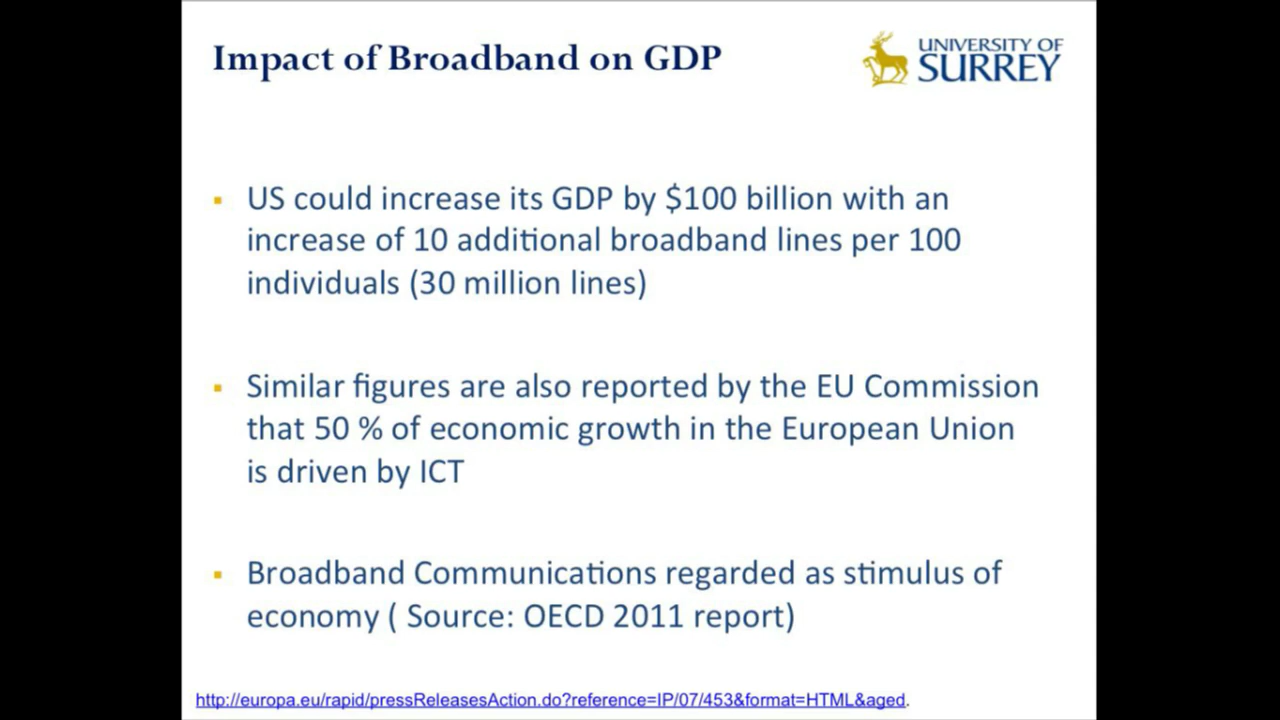 Impact of Broadband on GDP
UNIVERSITY OF
SURREY
US could increase its GDP by $100 billion with an
increase of 10 additional broadband lines per 100
individuals (30 million lines)
Similar figures are also reported by the EU Commission
that 50 % of economic growth in the European Union
is driven by ICT
Broadband Communications regarded as stimulus of
economy ( Source: OECD 2011 report)
http://europa.eu/rapid/pressReleasesAction.do?reference=IP/07/453&format=HTML&aged.